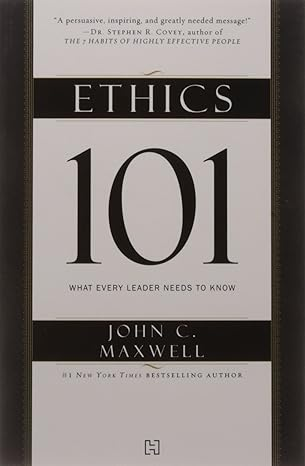 "A persuasive, inspiring, and greatly needed message!"
—Dr. Stephen R. Covey, author of
THE 7 HABITS OF HIGHLY EFFECTIVE PEOPLE
ETHICS
101
WHAT EVERY LEADER NEEDS TO KNOW
JOHN C.
MAXWELL
#1 New York Times BESTSELLING AUTHOR
H